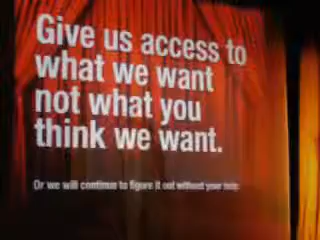 Give us access to
what we want
not what you
think we want.
Or we will continue to figure it out without your help.